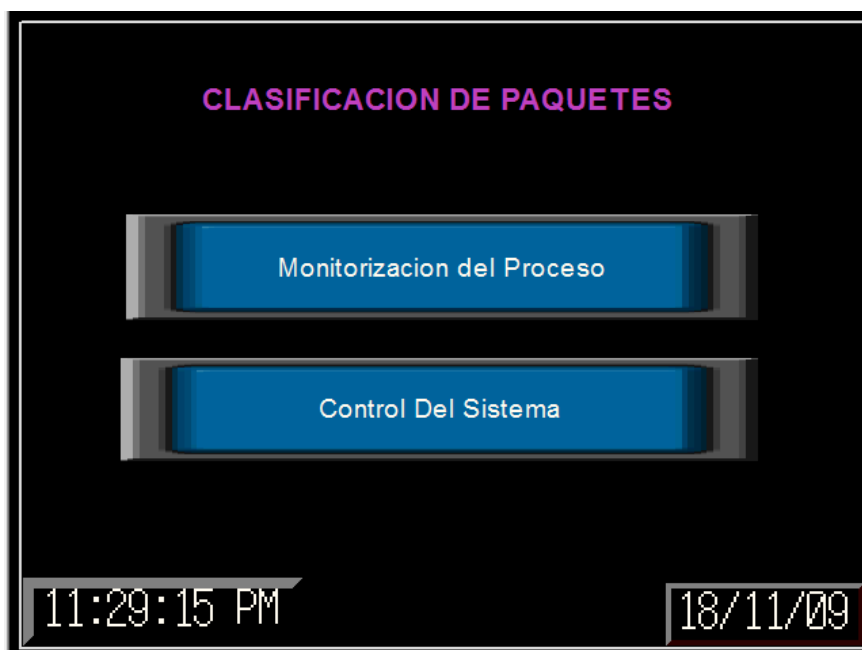 CLASIFICACION DE PAQUETES
Monitorizacion del Proceso
Control Del Sistema
11:29:15 PM
18/11/09